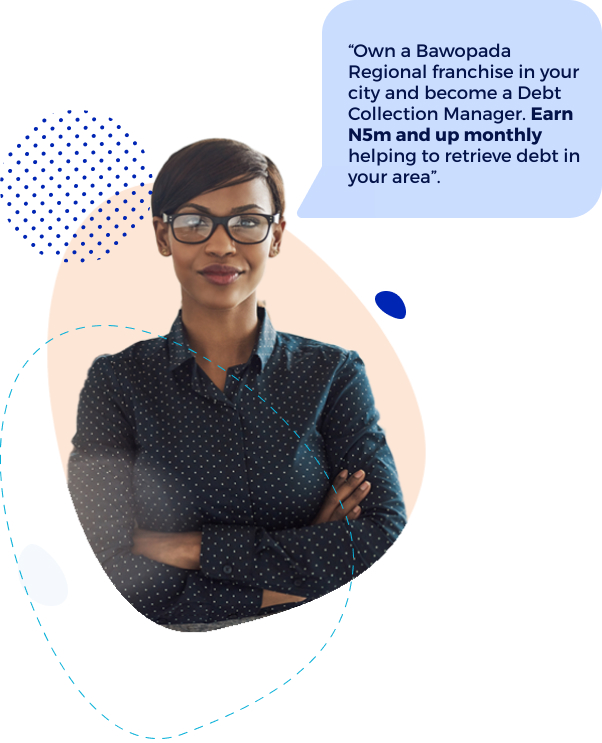 “Own a Bawopada
Regional franchise in your
city and become a Debt
Collection Manager. Earn
N5m and up monthly
helping to retrieve debt in
your area”.